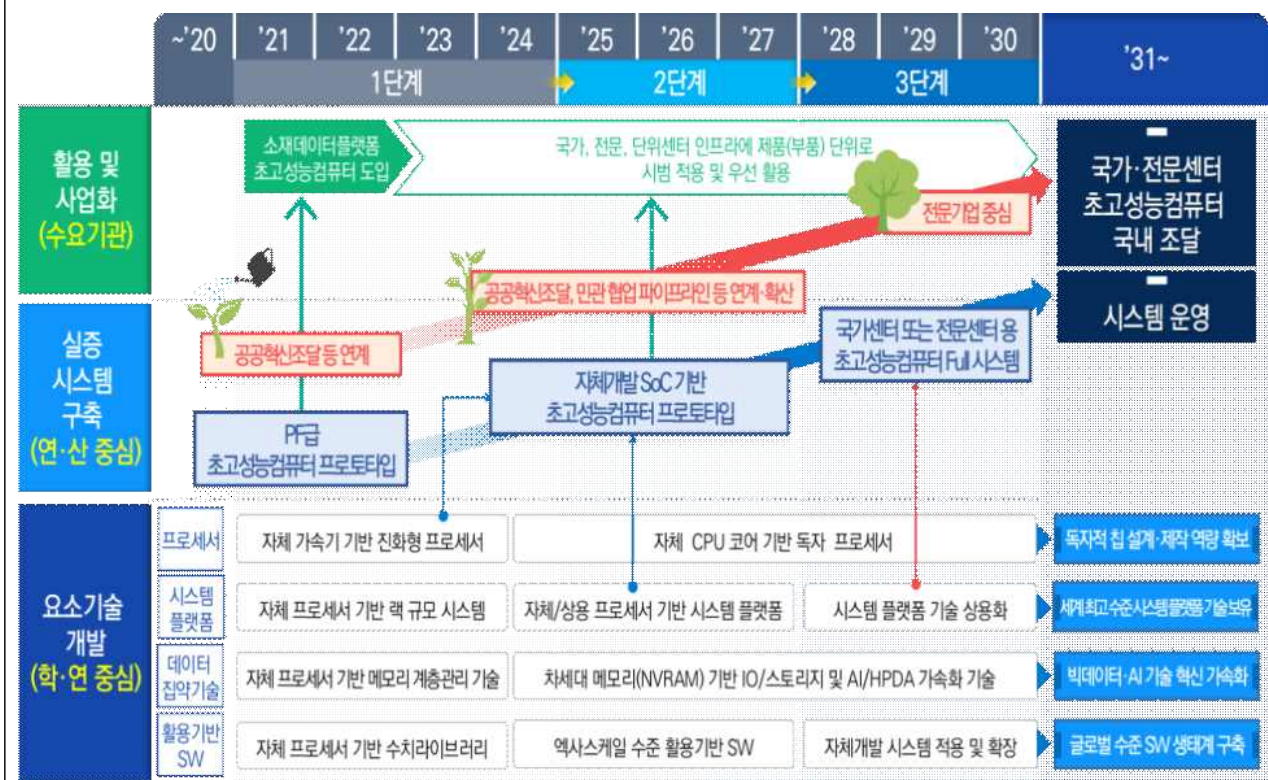 ~'20 '21 '22 '23 '24 '25 '26 '27 '28 '29 '30 '31~
1단계 2단계 3단계
활용 및
사업화
(수요기관)
소재데이터플랫폼
초고성능컴퓨터 도입
국가, 전문, 단위센터 인프라에 제품(부품) 단위로
시범 적용 및 우선 활용
전문기업 중심
국가·전문센터
초고성능컴퓨터
국내 조달
공공혁신조달, 민관 협업 파이프라인 등 연계·확산
공공혁신조달 등 연계
실증
시스템
구축
(연·산 중심)
PF급
초고성능컴퓨터 프로토타입
자체개발 SoC 기반
초고성능컴퓨터 프로토타입
국가센터 또는 전문센터 용
초고성능컴퓨터 Full 시스템
시스템 운영
요소기술
개발
(학·연 중심)
프로세서
자체 가속기 기반 진화형 프로세서
자체 CPU 코어 기반 독자 프로세서
독자적 칩 설계·제작 역량 확보
시스템
플랫폼
자체 프로세서 기반 랙 규모 시스템
자체/상용 프로세서 기반 시스템 플랫폼
시스템 플랫폼 기술 상용화
세계 최고 수준 시스템 플랫폼 기술 보유
데이터
집약기술
자체 프로세서 기반 메모리 계층관리 기술
차세대 메모리(NVRAM) 기반 IO/스토리지 및 AI/HPDA 가속화 기술
빅데이터·AI 기술 혁신 가속화
활용기반
SW
자체 프로세서 기반 수치라이브러리
엑사스케일 수준 활용기반 SW
자체개발 시스템 적용 및 확장
글로벌 수준 SW 생태계 구축